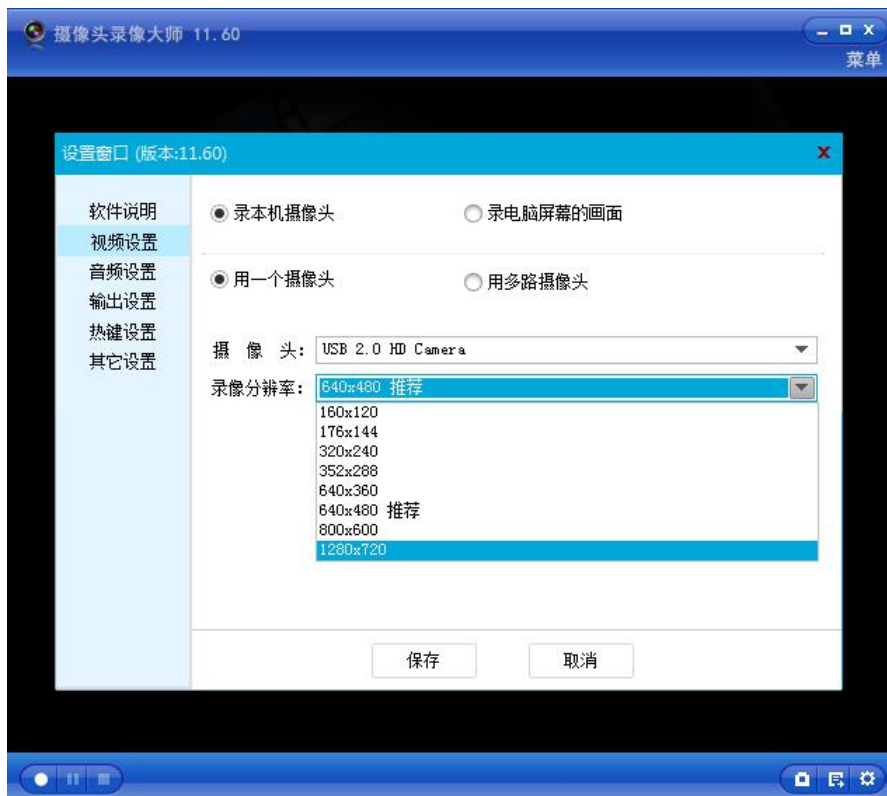 摄像头录像大师 11.60
菜单
设置窗口 (版本:11.60)
软件说明
视频设置
音频设置
输出设置
热键设置
其它设置
录本机摄像头
录电脑屏幕的画面
用一个摄像头
用多路摄像头
摄 像 头: USB 2.0 HD Camera
录像分辨率: 640x480 推荐
160x120
176x144
320x240
352x288
640x360
640x480 推荐
800x600
1280x720
保存
取消